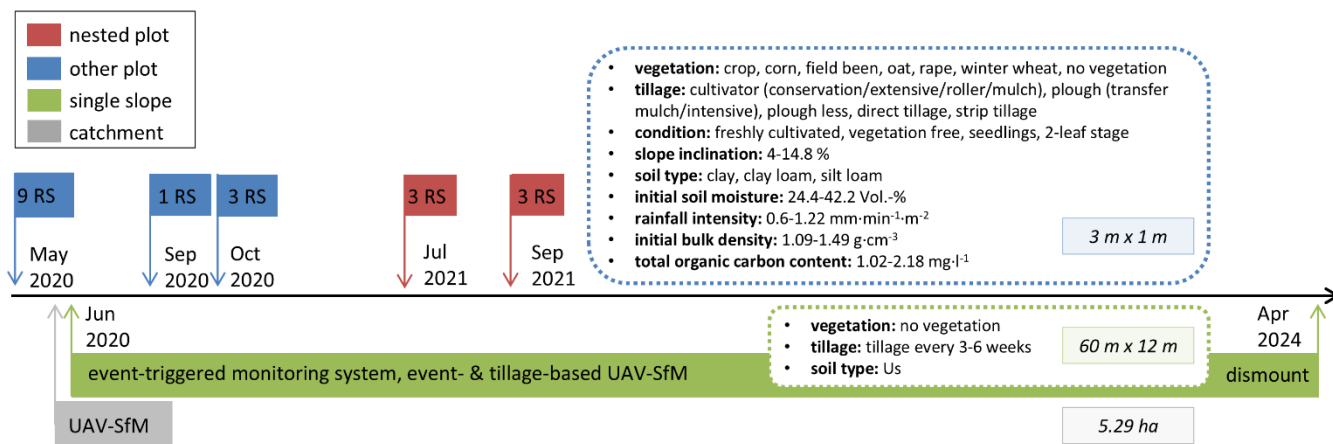 nested plot
other plot
single slope
catchment
• vegetation: crop, corn, field been, oat, rape, winter wheat, no vegetation
• tillage: cultivator (conservation/extensive/roller/mulch), plough (transfer
mulch/intensive), plough less, direct tillage, strip tillage
• condition: freshly cultivated, vegetation free, seedlings, 2-leaf stage
• slope inclination: 4-14.8 %
• soil type: clay, clay loam, silt loam
• initial soil moisture: 24.4-42.2 Vol.-%
• rainfall intensity: 0.6-1.22 mm·min⁻¹·m⁻²
• initial bulk density: 1.09-1.49 g·cm⁻³
• total organic carbon content: 1.02-2.18 mg·l⁻¹
3 m x 1 m
9 RS
1 RS
3 RS
3 RS
3 RS
May
2020
Sep
2020
Oct
2020
Jul
2021
Sep
2021
Jun
2020
• vegetation: no vegetation
• tillage: tillage every 3-6 weeks
• soil type: Us
60 m x 12 m
Apr
2024
event-triggered monitoring system, event- & tillage-based UAV-SfM
dismount
UAV-SfM
5.29 ha